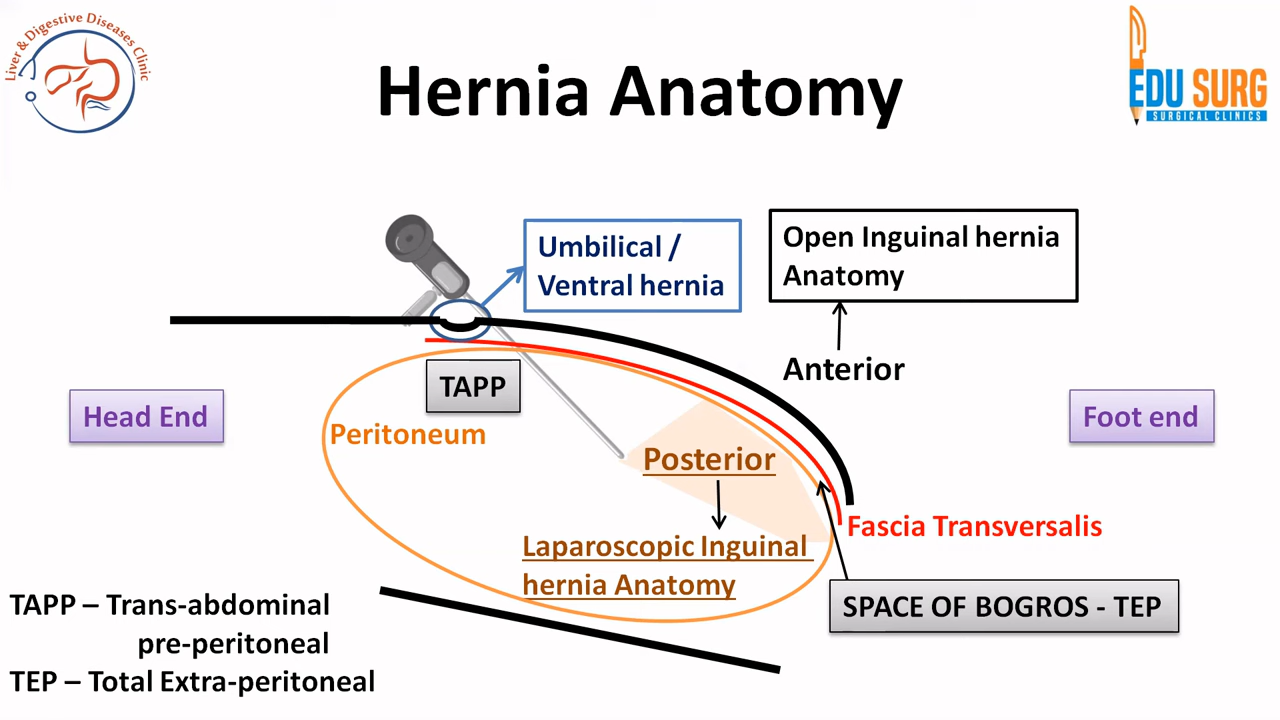 Liver & Digestive Diseases Clinic
EDU SURG
SURGICAL CLINICS
Hernia Anatomy
Umbilical /
Ventral hernia
Open Inguinal hernia
Anatomy
Anterior
TAPP
Head End
Foot end
Peritoneum
Posterior
Fascia Transversalis
Laparoscopic Inguinal
hernia Anatomy
SPACE OF BOGROS - TEP
TAPP – Trans-abdominal
pre-peritoneal
TEP – Total Extra-peritoneal